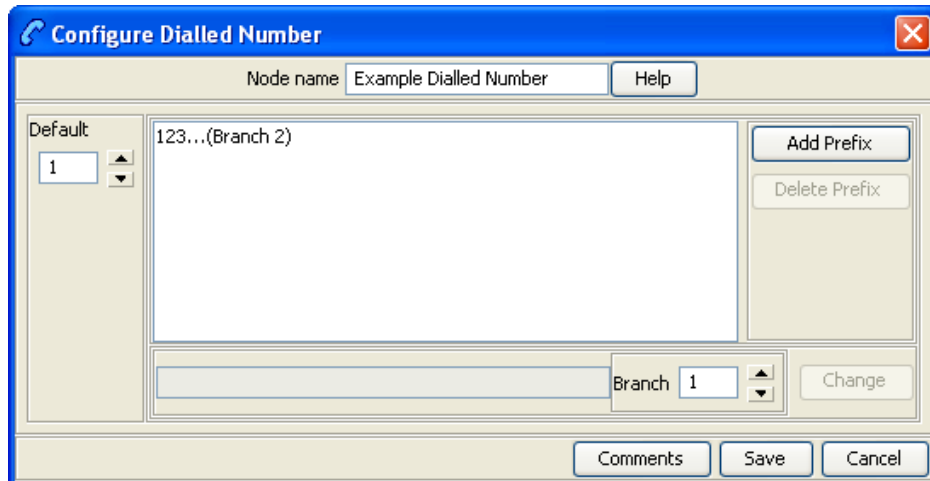 Configure Dialled Number
Node name Example Dialled Number Help
Default
1
123...(Branch 2)
Add Prefix
Delete Prefix
Branch 1 Change
Comments Save Cancel